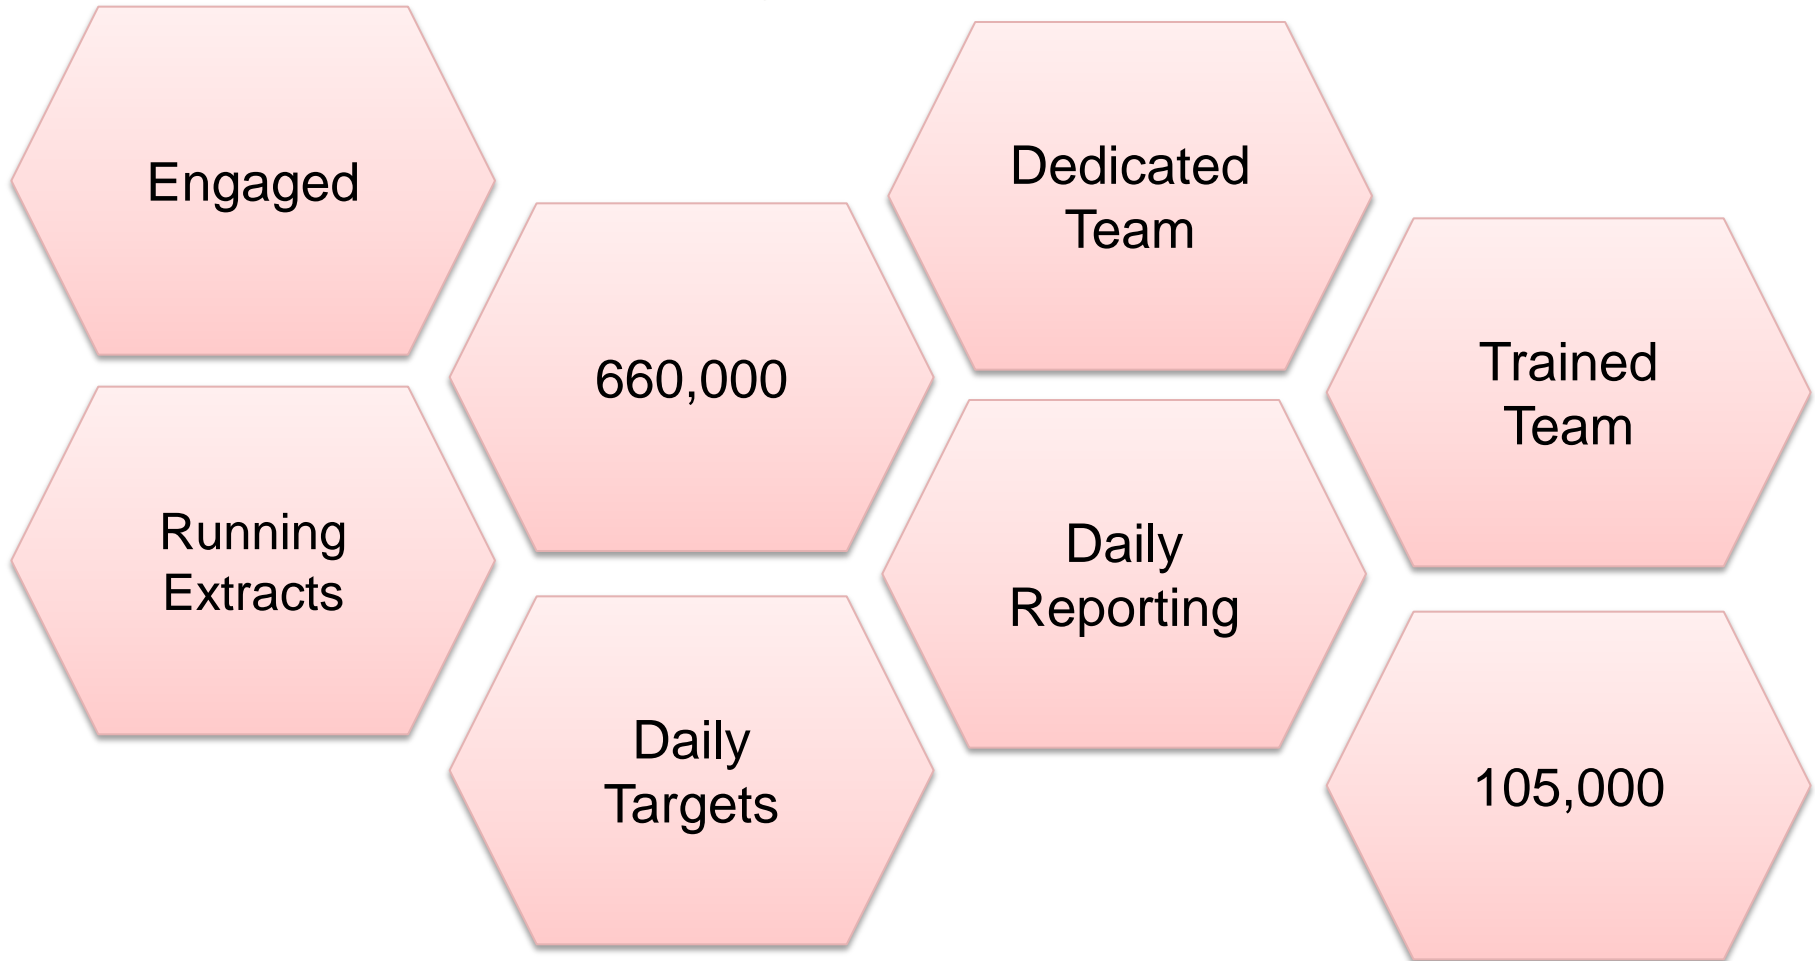 Engaged
660,000
Dedicated
Team
Trained
Team
Running
Extracts
Daily
Targets
Daily
Reporting
105,000